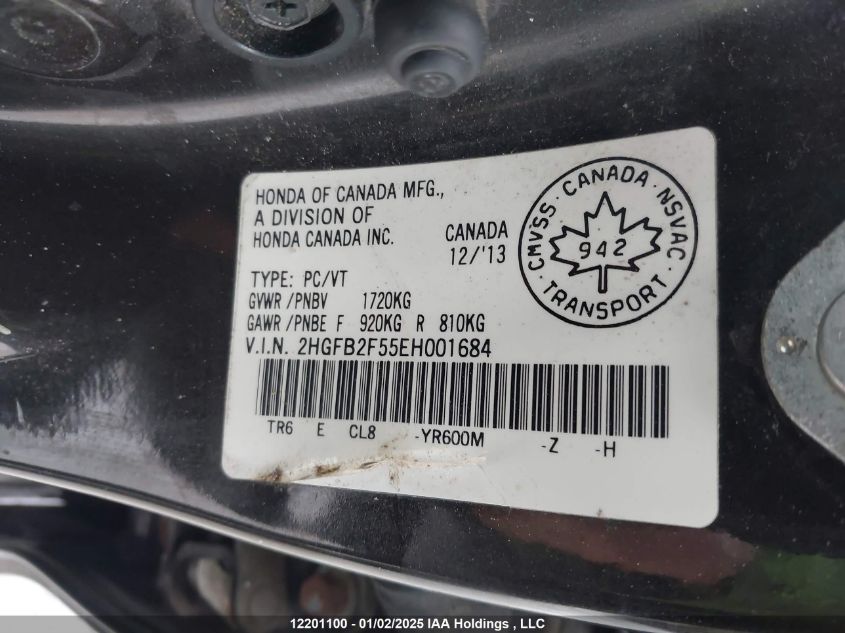 HONDA OF CANADA MFG.,
A DIVISION OF
HONDA CANADA INC.
CANADA
12/'13
CMVSS · CANADA · NSVAC
942
TRANSPORT
TYPE: PC/VT
GVWR/PNBV 1720KG
GAWR/PNBE F 920KG R 810KG
V.I.N. 2HGFB2F55EH001684
TR6 E CL8 -YR600M -Z -H
12201100 - 01/02/2025 IAA Holdings , LLC